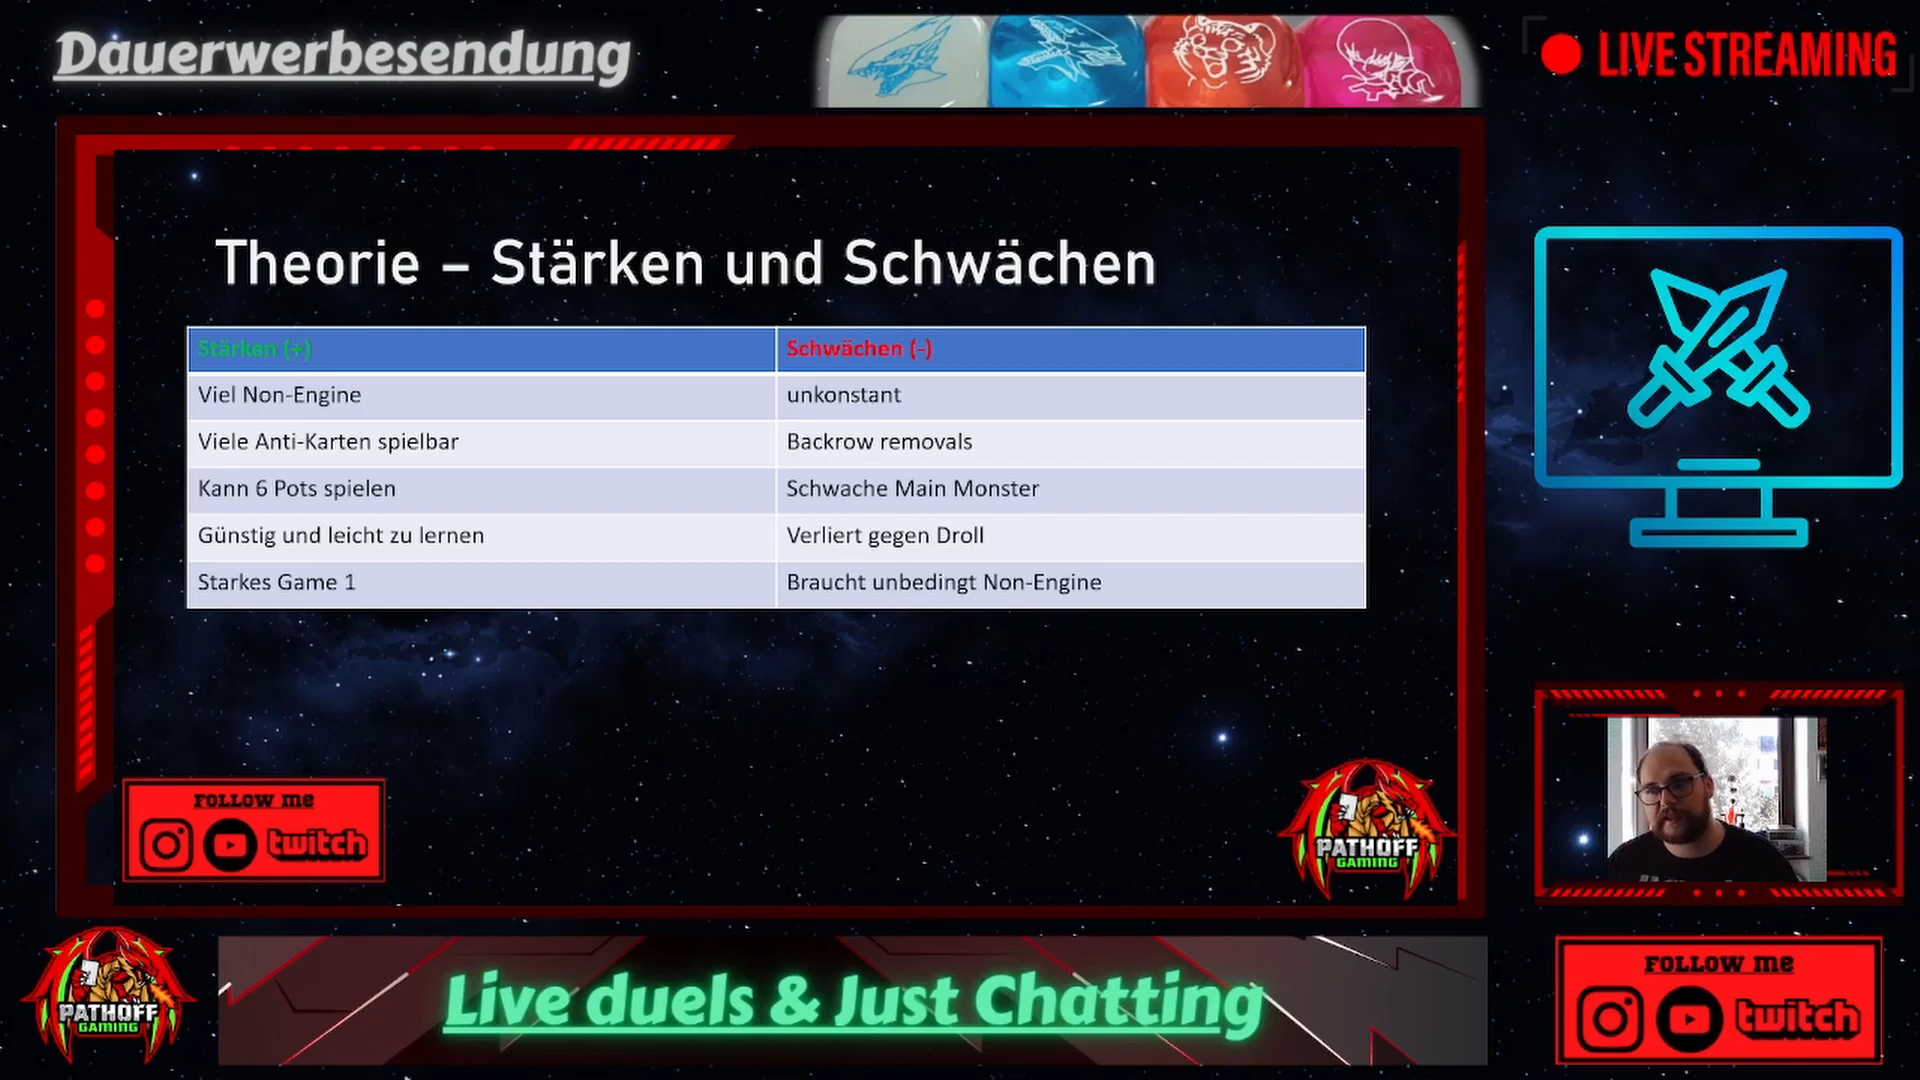 Dauerwerbesendung
LIVE STREAMING
Theorie – Stärken und Schwächen
Stärken (+)
Schwächen (-)
Viel Non-Engine
unkonstant
Viele Anti-Karten spielbar
Backrow removals
Kann 6 Pots spielen
Schwache Main Monster
Günstig und leicht zu lernen
Verliert gegen Droll
Starkes Game 1
Braucht unbedingt Non-Engine
FOLLOW ME
twitch
PATHOFF
GAMING
PATHOFF
GAMING
Live duels & Just Chatting
FOLLOW ME
twitch